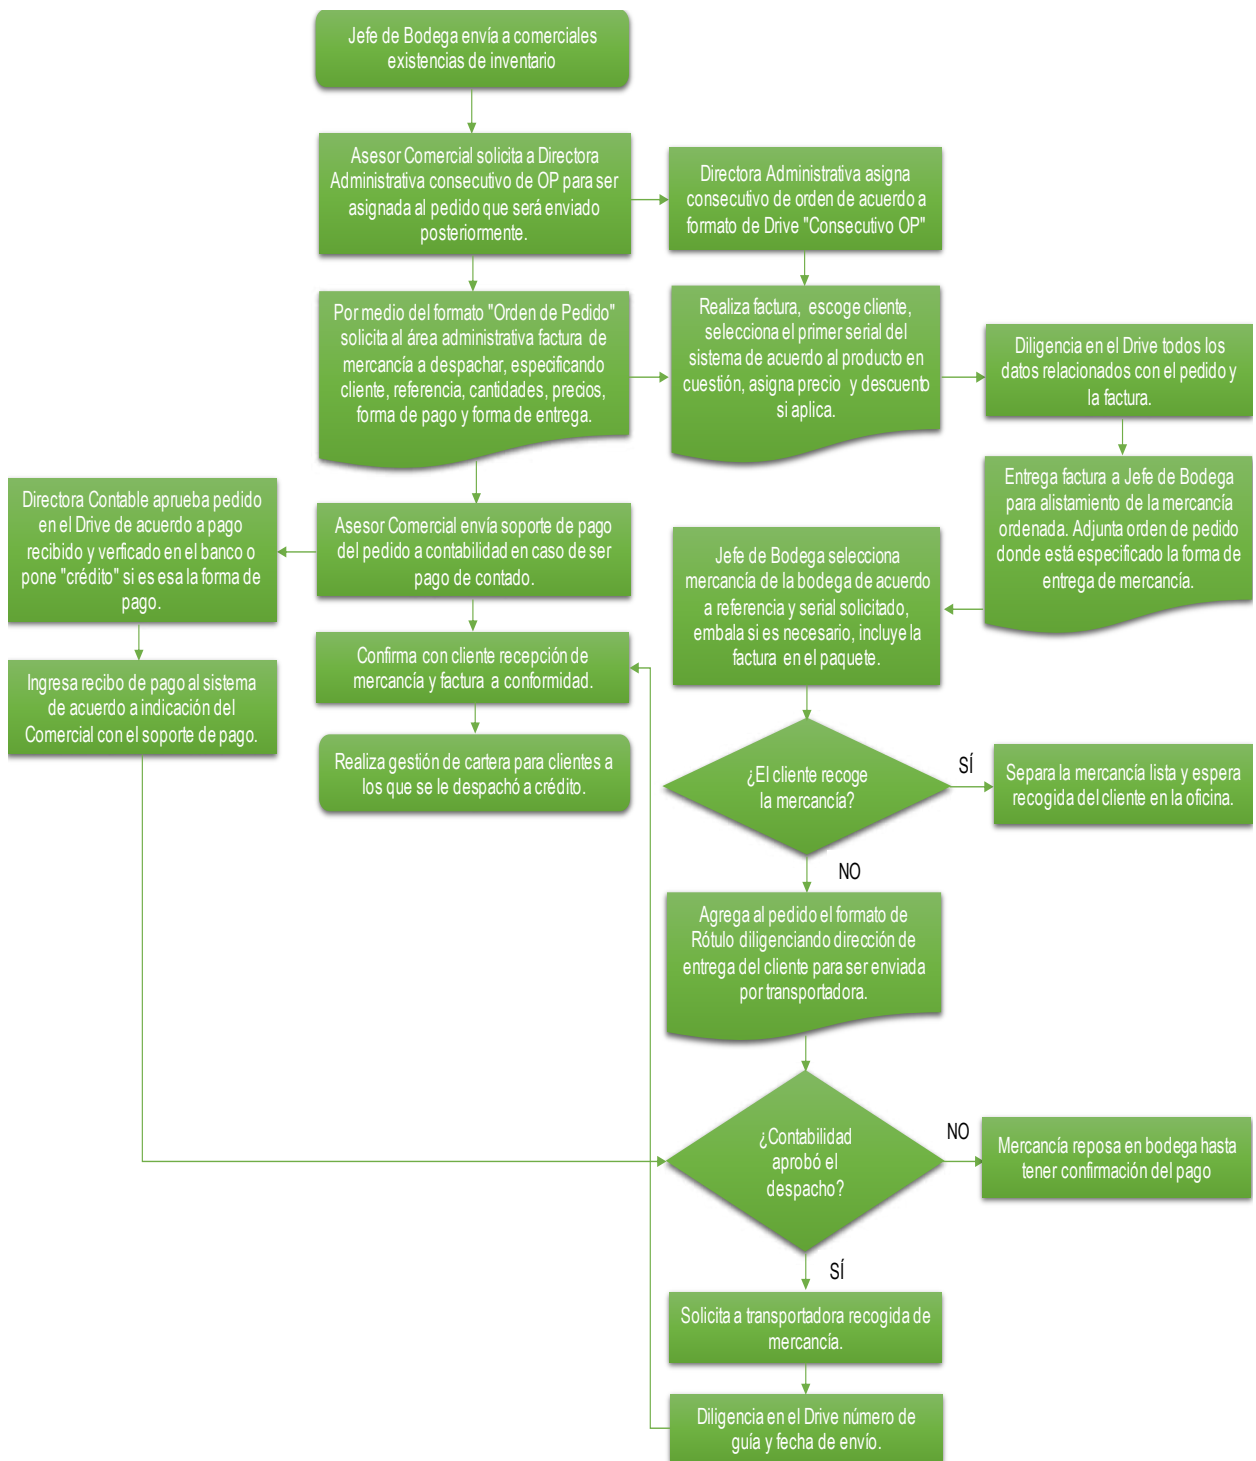 Jefe de Bodega envía a comerciales
existencias de inventario
Asesor Comercial solicita a Directora
Administrativa consecutivo de OP para ser
asignada al pedido que será enviado
posteriormente.
Directora Administrativa asigna
consecutivo de orden de acuerdo a
formato de Drive "Consecutivo OP"
Por medio del formato "Orden de Pedido"
solicita al área administrativa factura de
mercancía a despachar, especificando
cliente, referencia, cantidades, precios,
forma de pago y forma de entrega.
Realiza factura, escoge cliente,
selecciona el primer serial del
sistema de acuerdo al producto en
cuestión, asigna precio y descuento
si aplica.
Diligencia en el Drive todos los
datos relacionados con el pedido y
la factura.
Entrega factura a Jefe de Bodega
para alistamiento de la mercancía
ordenada. Adjunta orden de pedido
donde está especificado la forma de
entrega de mercancía.
Directora Contable aprueba pedido
en el Drive de acuerdo a pago
recibido y verficado en el banco o
pone "crédito" si es esa la forma de
pago.
Asesor Comercial envía soporte de pago
del pedido a contabilidad en caso de ser
pago de contado.
Jefe de Bodega selecciona
mercancía de la bodega de acuerdo
a referencia y serial solicitado,
embala si es necesario, incluye la
factura en el paquete.
Ingresa recibo de pago al sistema
de acuerdo a indicación del
Comercial con el soporte de pago.
Confirma con cliente recepción de
mercancía y factura a conformidad.
Realiza gestión de cartera para clientes a
los que se le despachó a crédito.
¿El cliente recoge
la mercancía?
SÍ
Separa la mercancía lista y espera
recogida del cliente en la oficina.
NO
Agrega al pedido el formato de
Rótulo diligenciando dirección de
entrega del cliente para ser enviada
por transportadora.
¿Contabilidad
aprobó el
despacho?
NO
Mercancía reposa en bodega hasta
tener confirmación del pago
SÍ
Solicita a transportadora recogida de
mercancía.
Diligencia en el Drive número de
guía y fecha de envío.